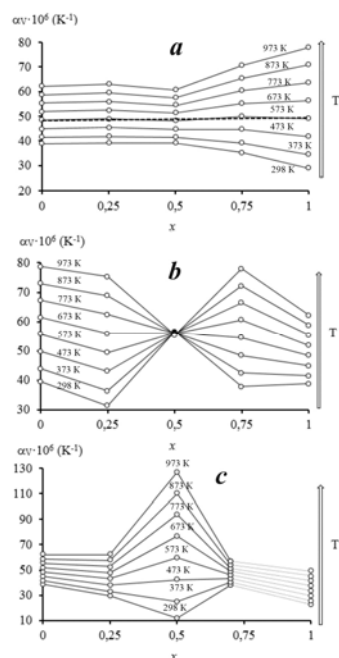 αv·10⁶ (K⁻¹)
a
80
70
60
50
40
30
20
973 K
873 K
773 K
673 K
573 K
473 K
373 K
298 K
T
0 0,25 0,5 0,75 1
x
αv·10⁶ (K⁻¹)
b
80
70
60
50
40
30
973 K
873 K
773 K
673 K
573 K
473 K
373 K
298 K
T
0 0,25 0,5 0,75 1
x
αv·10⁶ (K⁻¹)
c
130
110
90
70
50
30
10
973 K
873 K
773 K
673 K
573 K
473 K
373 K
298 K
T
0 0,25 0,5 0,75 1
x